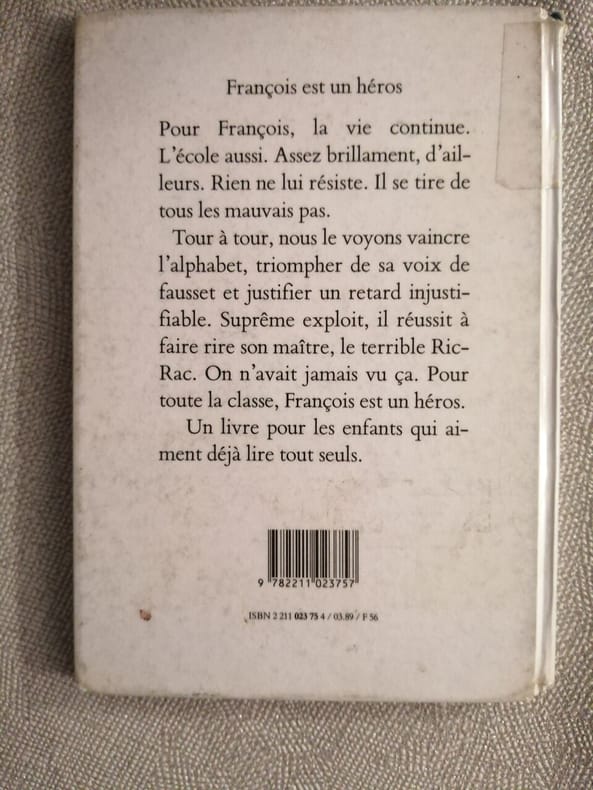 François est un héros
Pour François, la vie continue.
L'école aussi. Assez brillament, d'ail-
leurs. Rien ne lui résiste. Il se tire de
tous les mauvais pas.
Tour à tour, nous le voyons vaincre
l'alphabet, triompher de sa voix de
fausset et justifier un retard injusti-
fiable. Suprême exploit, il réussit à
faire rire son maître, le terrible Ric-
Rac. On n'avait jamais vu ça. Pour
toute la classe, François est un héros.
Un livre pour les enfants qui ai-
ment déjà lire tout seuls.
9 782211 023757
ISBN 2 211 023 75 4 / 03.89 / F 56